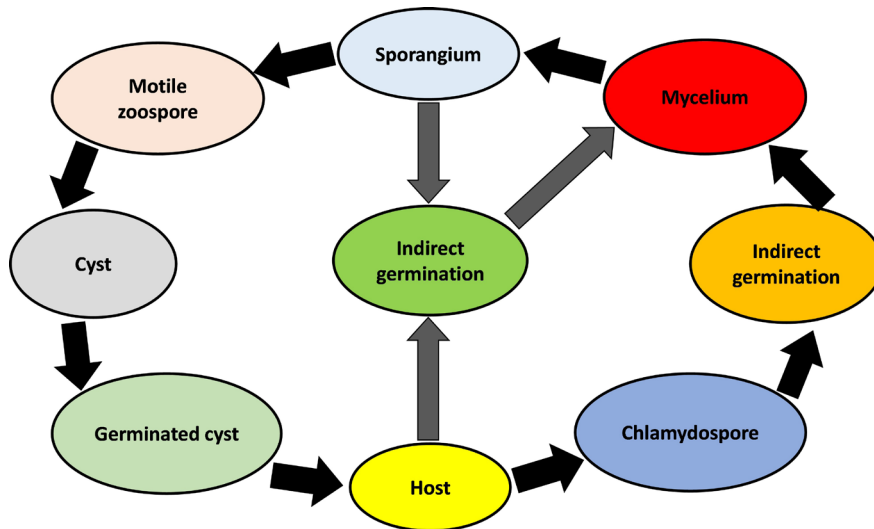 Sporangium
Motile
zoospore
Mycelium
Cyst
Indirect
germination
Indirect
germination
Germinated cyst
Chlamydospore
Host